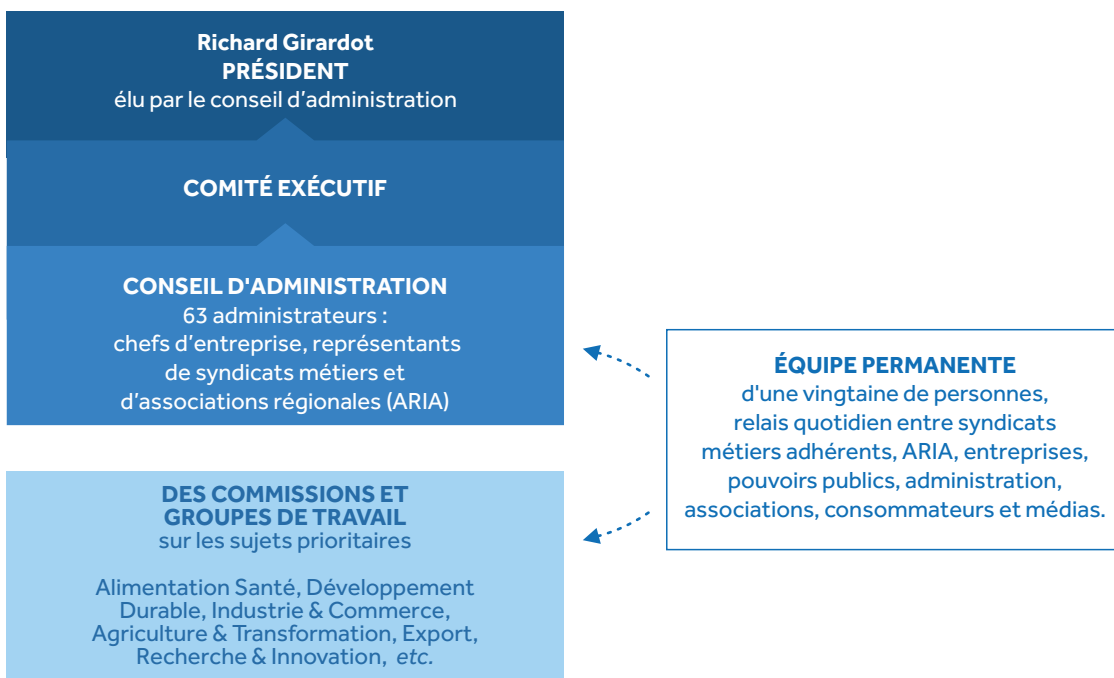 Richard Girardot
PRÉSIDENT
élu par le conseil d’administration
COMITÉ EXÉCUTIF
CONSEIL D'ADMINISTRATION
63 administrateurs :
chefs d’entreprise, représentants
de syndicats métiers et
d’associations régionales (ARIA)
ÉQUIPE PERMANENTE
d'une vingtaine de personnes,
relais quotidien entre syndicats
métiers adhérents, ARIA, entreprises,
pouvoirs publics, administration,
associations, consommateurs et médias.
DES COMMISSIONS ET
GROUPES DE TRAVAIL
sur les sujets prioritaires
Alimentation Santé, Développement
Durable, Industrie & Commerce,
Agriculture & Transformation, Export,
Recherche & Innovation, etc.